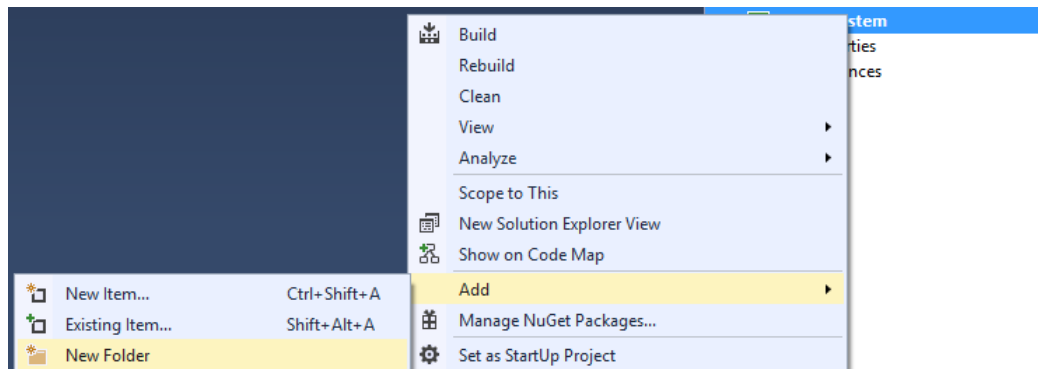 stem
Build
rties
Rebuild
nces
Clean
View
Analyze
Scope to This
New Solution Explorer View
Show on Code Map
Add
Manage NuGet Packages...
Set as StartUp Project
New Item... Ctrl+Shift+A
Existing Item... Shift+Alt+A
New Folder